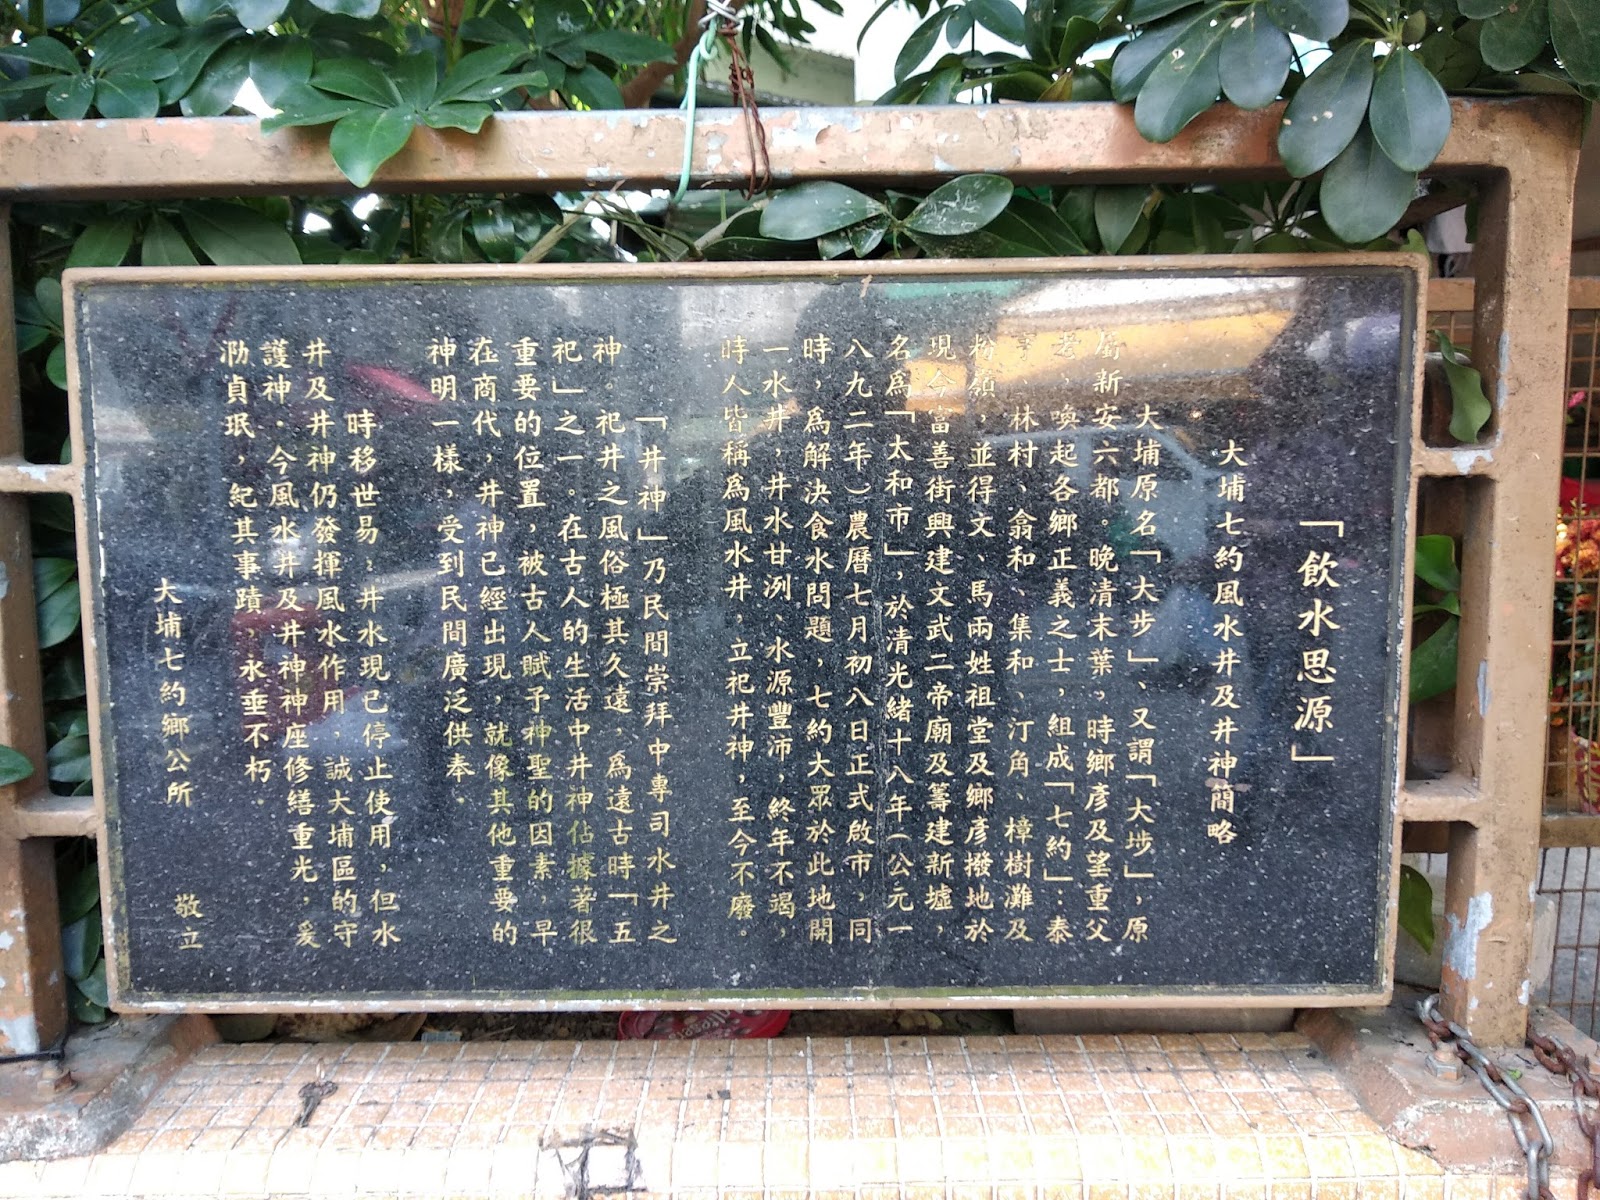 「飲水思源」
大埔七約風水井及井神簡略
大埔原名「大步」、又謂「大埗」，原
屬新安六都。晚清末葉，時鄉彥及望重父
老，喚起各鄉正義之士，組成「七約」：泰
亨、林村、翕和、集和、汀角、樟樹灘及
粉嶺，並得文、馬兩姓祖堂及鄉彥撥地於
現今富善街興建文武二帝廟及籌建新墟，
名為「太和市」，於清光緒十八年（公元一
八九二年）農曆七月初八日正式啟市，同
時，為解決食水問題，七約大眾於此地開
一水井，井水甘洌、水源豐沛，終年不竭，
時人皆稱為風水井，立祀井神，至今不廢。
「井神」乃民間崇拜中專司水井之
神。祀井之風俗極其久遠，為遠古時「五
祀」之一。在古人的生活中井神佔據著很
重要的位置，被古人賦予神聖的因素，早
在商代，井神已經出現，就像其他重要的
神明一樣，受到民間廣泛供奉．
時移世易，井水現已停止使用，但水
井及井神仍發揮風水作用，誠大埔區的守
護神．今風水井及井神神座修繕重光，爰
泐貞珉，紀其事蹟，永垂不朽．
大埔七約鄉公所　敬立